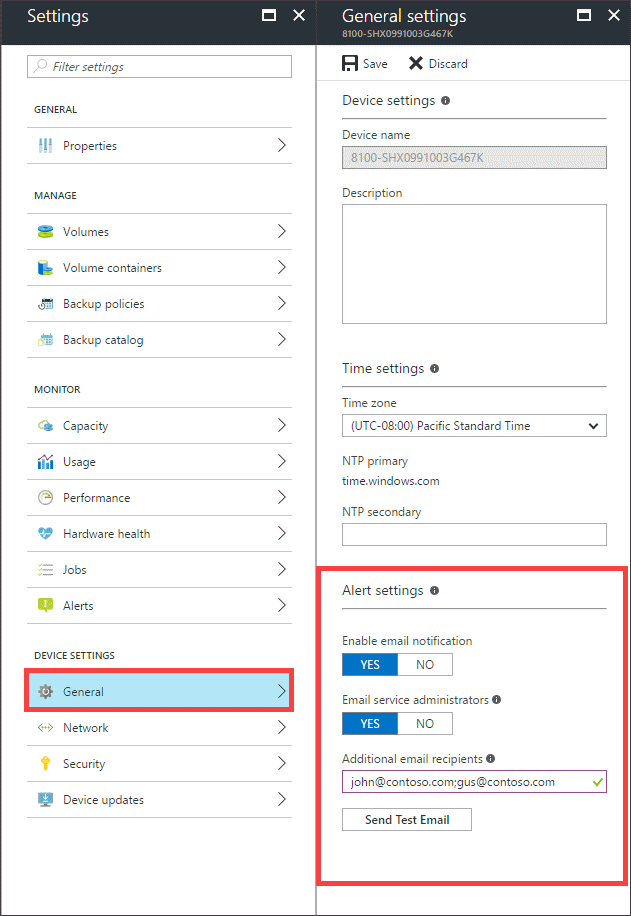 Settings
Filter settings
GENERAL
Properties
MANAGE
Volumes
Volume containers
Backup policies
Backup catalog
MONITOR
Capacity
Usage
Performance
Hardware health
Jobs
Alerts
DEVICE SETTINGS
General
Network
Security
Device updates
General settings
8100-SHX0991003G467K
Save Discard
Device settings
Device name
8100-SHX0991003G467K
Description
Time settings
Time zone
(UTC-08:00) Pacific Standard Time
NTP primary
time.windows.com
NTP secondary
Alert settings
Enable email notification
YES NO
Email service administrators
YES NO
Additional email recipients
john@contoso.com;gus@contoso.com
Send Test Email